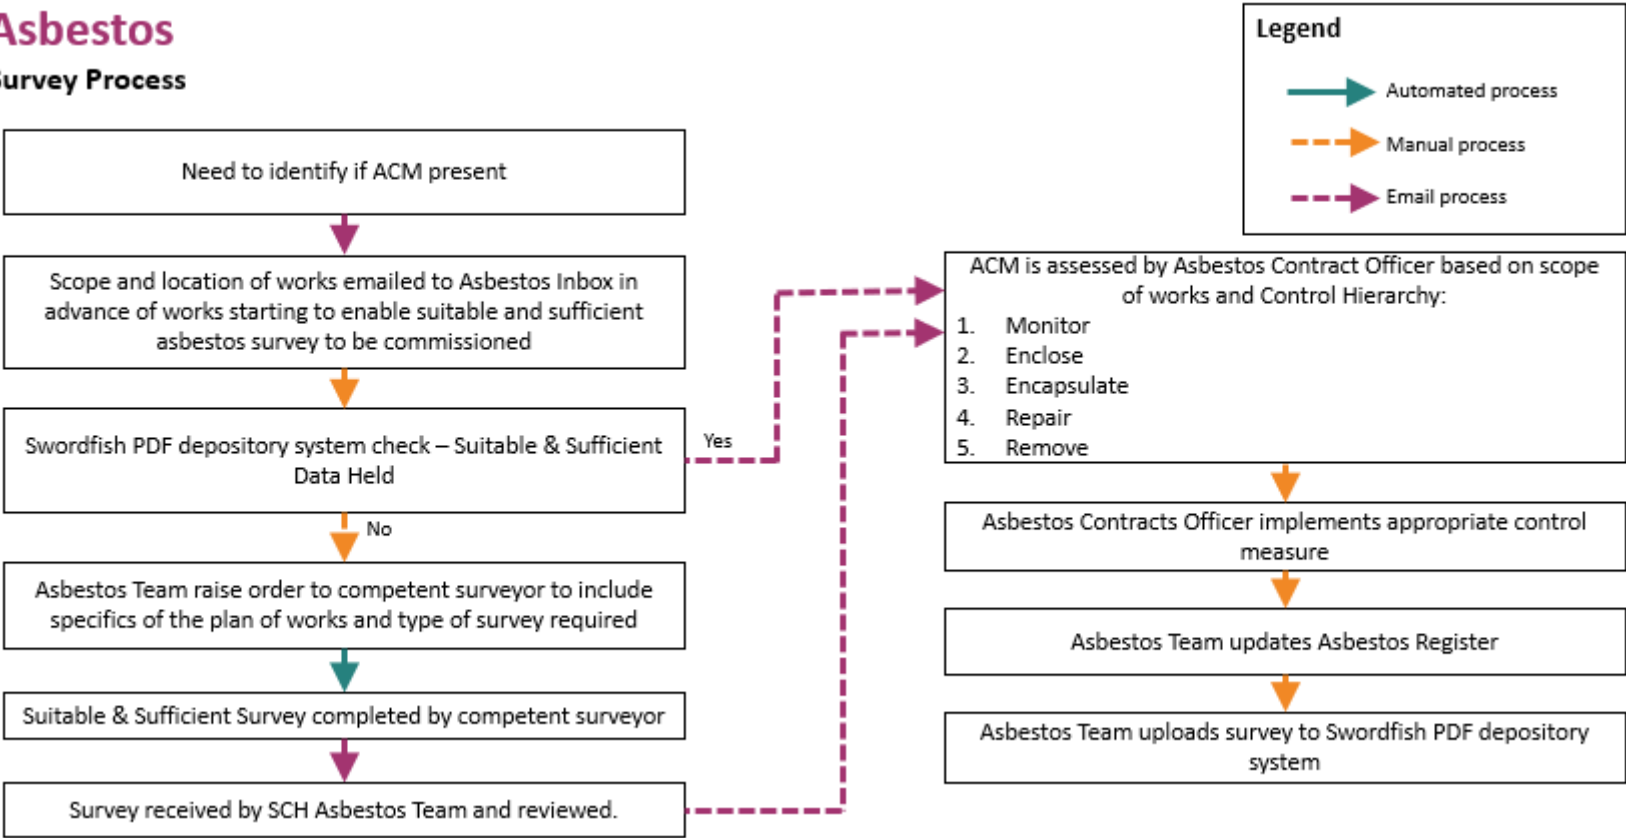 Asbestos
Survey Process
Need to identify if ACM present
Scope and location of works emailed to Asbestos Inbox in
advance of works starting to enable suitable and sufficient
asbestos survey to be commissioned
Swordfish PDF depository system check – Suitable & Sufficient
Data Held
Yes
No
Asbestos Team raise order to competent surveyor to include
specifics of the plan of works and type of survey required
Suitable & Sufficient Survey completed by competent surveyor
Survey received by SCH Asbestos Team and reviewed.
Legend
Automated process
Manual process
Email process
ACM is assessed by Asbestos Contract Officer based on scope
of works and Control Hierarchy:
1. Monitor
2. Enclose
3. Encapsulate
4. Repair
5. Remove
Asbestos Contracts Officer implements appropriate control
measure
Asbestos Team updates Asbestos Register
Asbestos Team uploads survey to Swordfish PDF depository
system